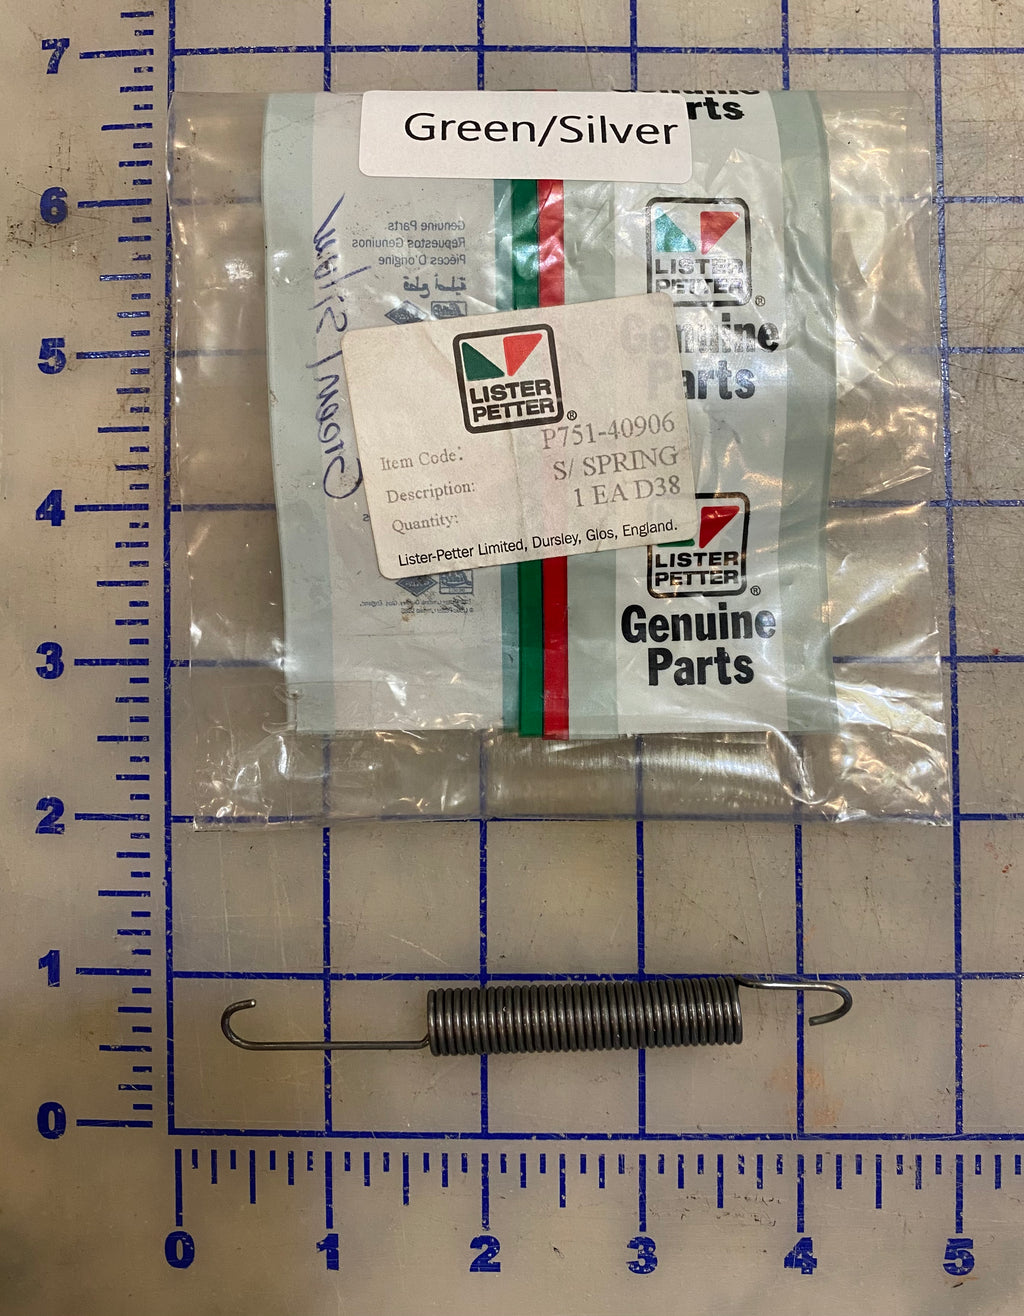 7
6
5
4
3
2
1
0
Green/Silver
Parts
Genuine Parts.
Repuestos Genuinos
Pièces D'origine
قطع أصلية
Green/Silver
LISTER
PETTER
®
Genuine
Parts
LISTER
PETTER
®
Item Code: P751-40906
Description: S/ SPRING
Quantity: 1 EA D38
Lister-Petter Limited, Dursley, Glos, England.
LISTER
PETTER
®
Genuine
Parts
0 1 2 3 4 5